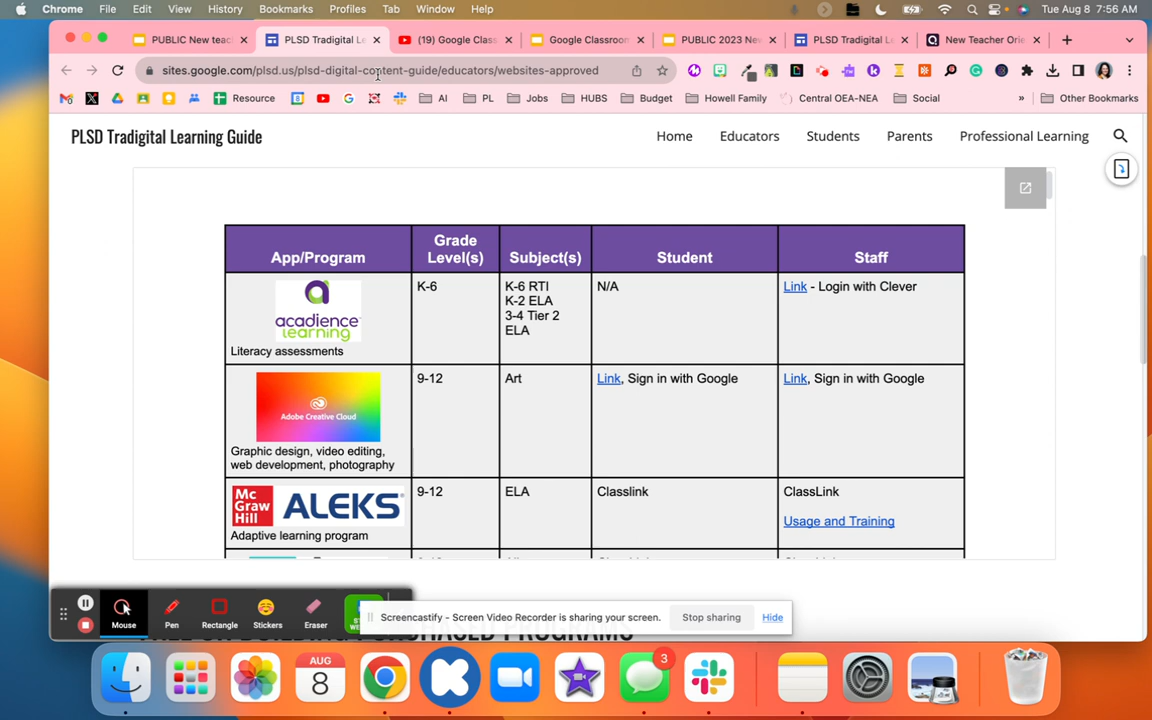 Chrome File Edit View History Bookmarks Profiles Tab Window Help Tue Aug 8 7:56 AM
PUBLIC New teac PLSD Tradigital Le (19) Google Class Google Classroom PUBLIC 2023 New PLSD Tradigital L New Teacher Orie
sites.google.com/plsd.us/plsd-digital-content-guide/educators/websites-approved
Resource AI PL Jobs HUBS Budget Howell Family Central OEA-NEA Social » Other Bookmarks
PLSD Tradigital Learning Guide Home Educators Students Parents Professional Learning
App/Program Grade Level(s) Subject(s) Student Staff
acadience learning
Literacy assessments
K-6
K-6 RTI
K-2 ELA
3-4 Tier 2
ELA
N/A
Link - Login with Clever
Adobe Creative Cloud
Graphic design, video editing,
web development, photography
9-12
Art
Link, Sign in with Google
Link, Sign in with Google
Mc Graw Hill ALEKS
Adaptive learning program
9-12
ELA
Classlink
ClassLink
Usage and Training
Mouse Pen Rectangle Stickers Eraser
Screencastify - Screen Video Recorder is sharing your screen. Stop sharing Hide
AUG
8
3